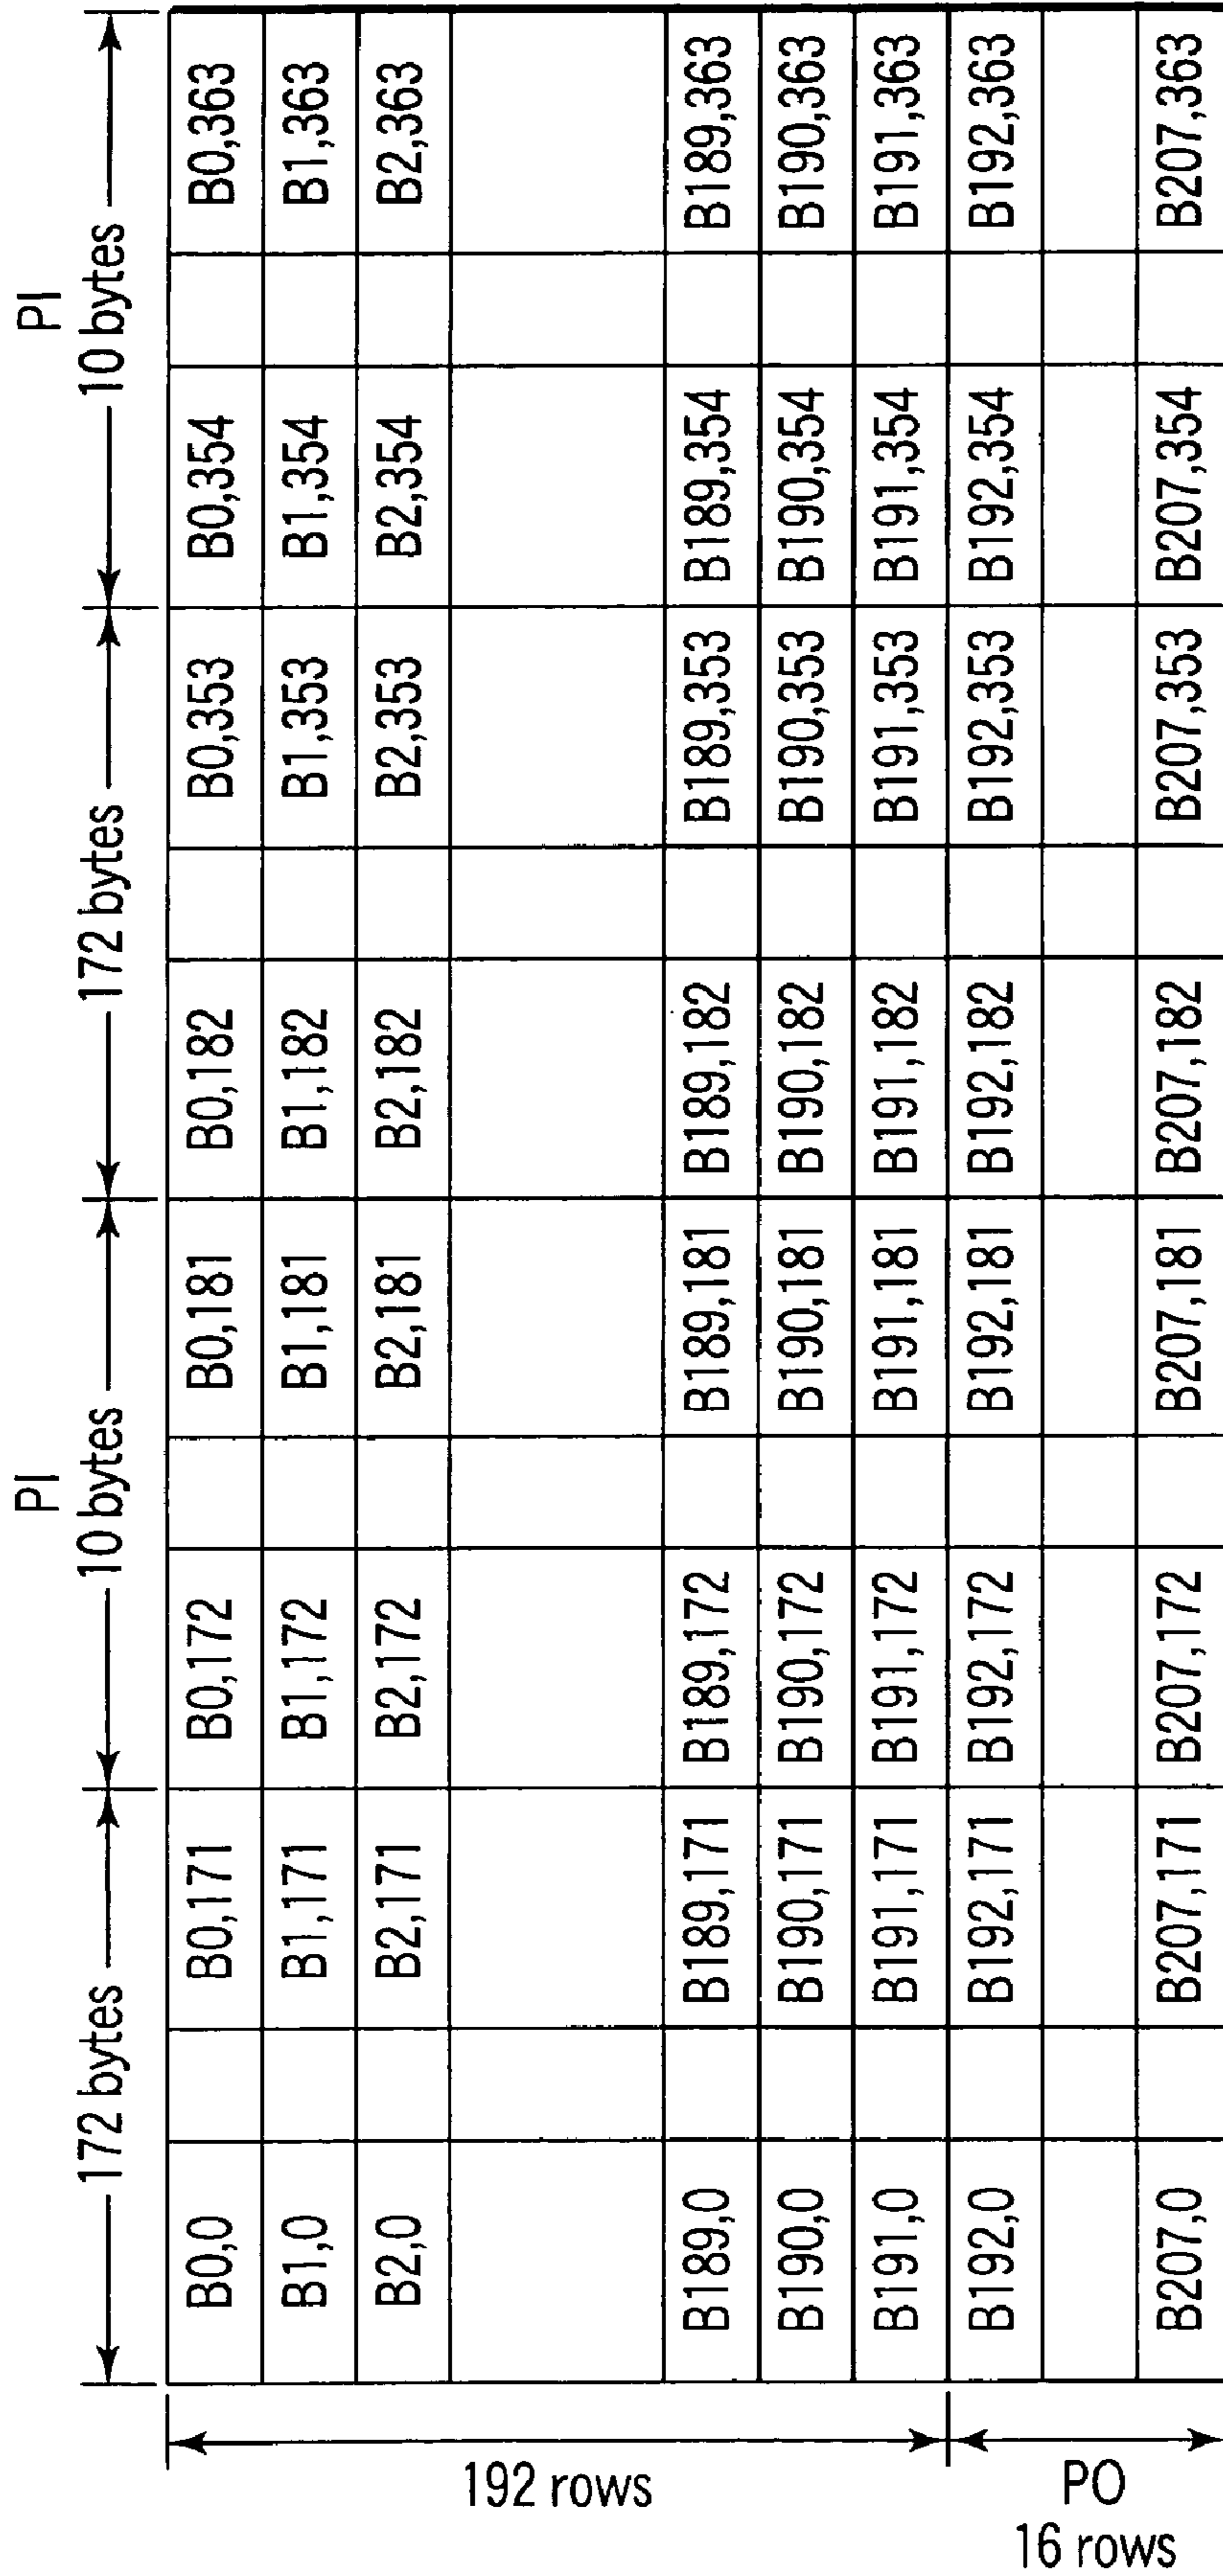 PI PI
172 bytes 10 bytes 172 bytes 10 bytes
B0,0 B0,171 B0,172 B0,181 B0,182 B0,353 B0,354 B0,363
B1,0 B1,171 B1,172 B1,181 B1,182 B1,353 B1,354 B1,363
B2,0 B2,171 B2,172 B2,181 B2,182 B2,353 B2,354 B2,363
B189,0 B189,171 B189,172 B189,181 B189,182 B189,353 B189,354 B189,363
B190,0 B190,171 B190,172 B190,181 B190,182 B190,353 B190,354 B190,363
B191,0 B191,171 B191,172 B191,181 B191,182 B191,353 B191,354 B191,363
B192,0 B192,171 B192,172 B192,181 B192,182 B192,353 B192,354 B192,363
B207,0 B207,171 B207,172 B207,181 B207,182 B207,353 B207,354 B207,363
192 rows
PO
16 rows